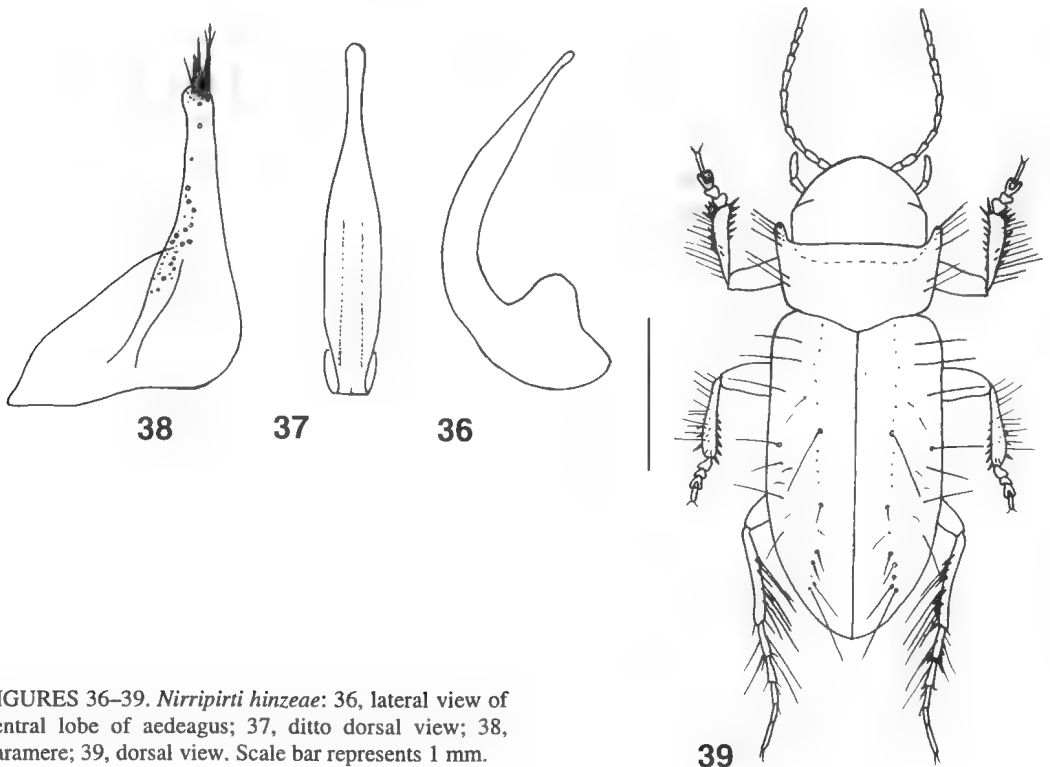 38
37
36
39
IGURES 36–39. Nirripirti hinzeae: 36, lateral view of
entral lobe of aedeagus; 37, ditto dorsal view; 38,
aramere; 39, dorsal view. Scale bar represents 1 mm.